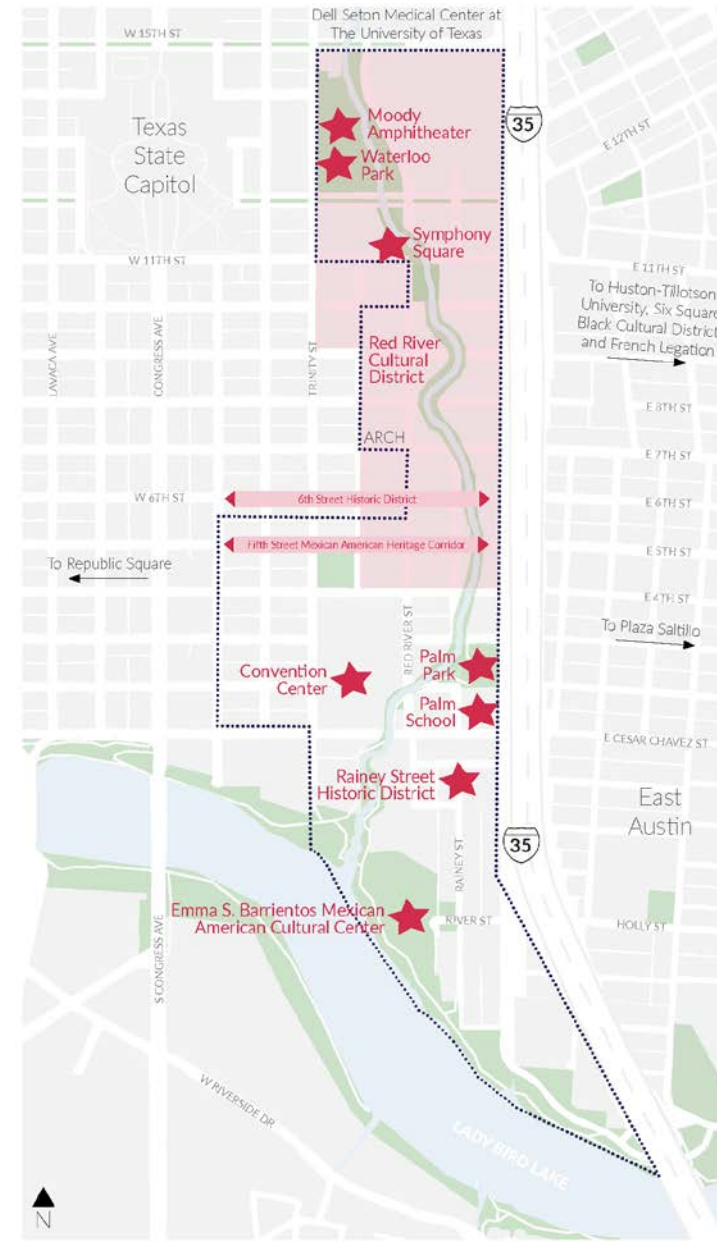 Dell Seton Medical Center at
The University of Texas
W 15TH ST
Texas
State
Capitol
Moody
Amphitheater
Waterloo
Park
35
E 12TH ST
Symphony
Square
W 11TH ST
E 11TH ST
To Huston-Tillotson
University, Six Square
Black Cultural District
and French Legation
LAVACA AVE
CONGRESS AVE
TRINITY ST
Red River
Cultural
District
E 8TH ST
ARCH
E 7TH ST
W 6TH ST
6th Street Historic District
E 6TH ST
Fifth Street Mexican American Heritage Corridor
E 5TH ST
To Republic Square
E 4TH ST
RED RIVER ST
To Plaza Saltillo
Convention
Center
Palm
Park
Palm
School
E CESAR CHAVEZ ST
Rainey Street
Historic District
East
Austin
35
RAINEY ST
Emma S. Barrientos Mexican
American Cultural Center
RIVER ST
HOLLY ST
S CONGRESS AVE
W RIVERSIDE DR
LADY BIRD LAKE
N